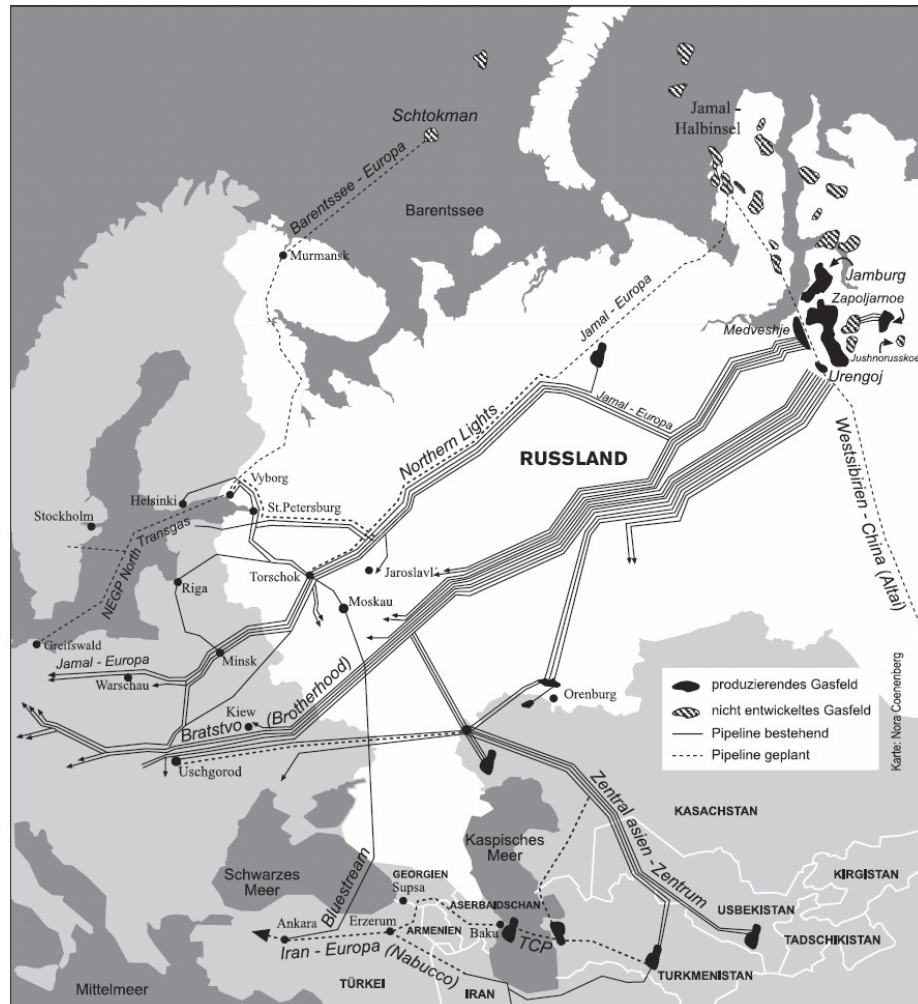 Schtokman
Jamal -
Halbinsel
Barentssee - Europa
Barentssee
Murmansk
Jamburg
Zapoljarnoe
Jamal - Europa
Medveshje
Jushnorusskoe
Urengoj
Jamal - Europa
Northern Lights
RUSSLAND
Westsibirien - China (Altai)
Vyborg
Helsinki
St.Petersburg
Stockholm
NEGP North Transgas
Torschok
Jaroslavl´
Riga
Moskau
Greifswald
Minsk
Jamal - Europa
Warschau
Orenburg
Kiew
Bratstvo (Brotherhood)
Uschgorod
produzierendes Gasfeld
nicht entwickeltes Gasfeld
Pipeline bestehend
Pipeline geplant
Karte: Nora Coenenberg
Zentral asien - Zentrum
KASACHSTAN
Kaspisches
Meer
Schwarzes
Meer
Bluestream
GEORGIEN
Supsa
ASERBAIDSCHAN
KIRGISTAN
USBEKISTAN
Ankara
Erzerum
ARMENIEN
Baku
TCP
TADSCHIKISTAN
Iran - Europa (Nabucco)
TURKMENISTAN
TÜRKEI
IRAN
Mittelmeer